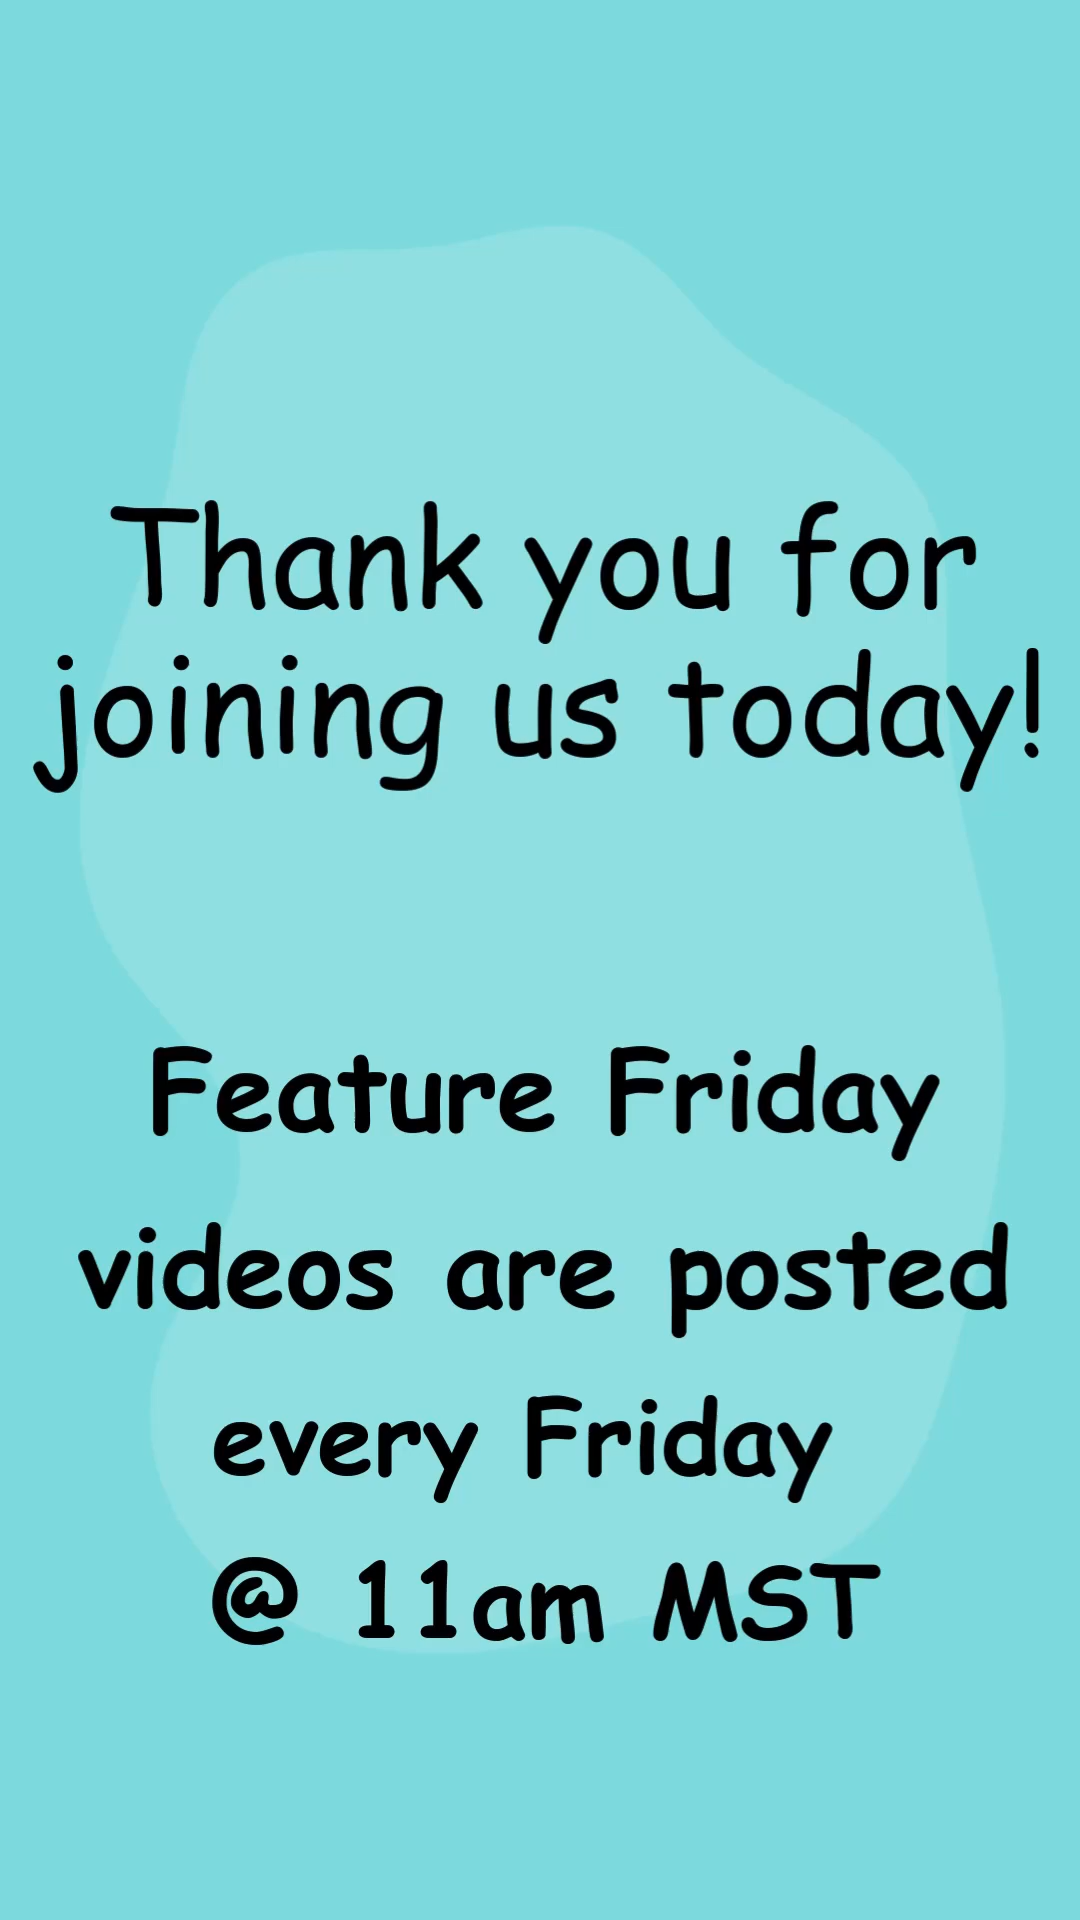 Thank you for
joining us today!
Feature Friday
videos are posted
every Friday
@ 11am MST